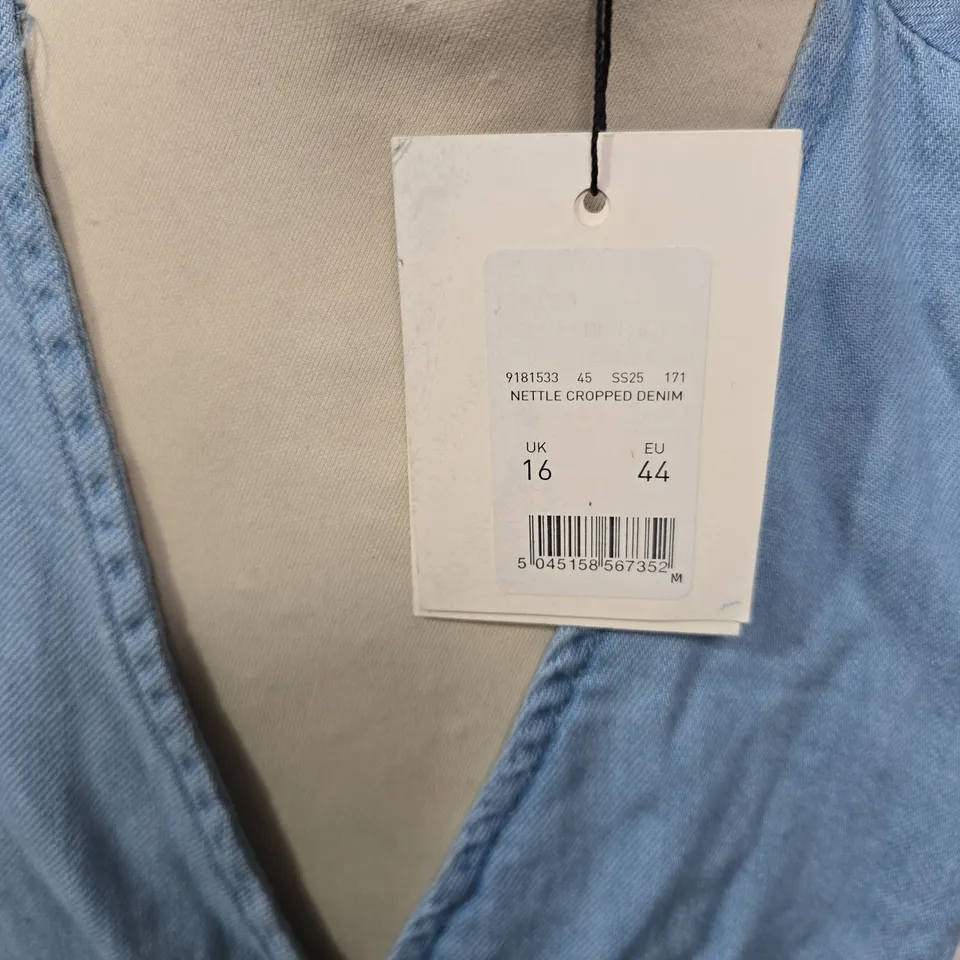 9181533 45 SS25 171
NETTLE CROPPED DENIM
UK EU
16 44
5 045158 567352
M